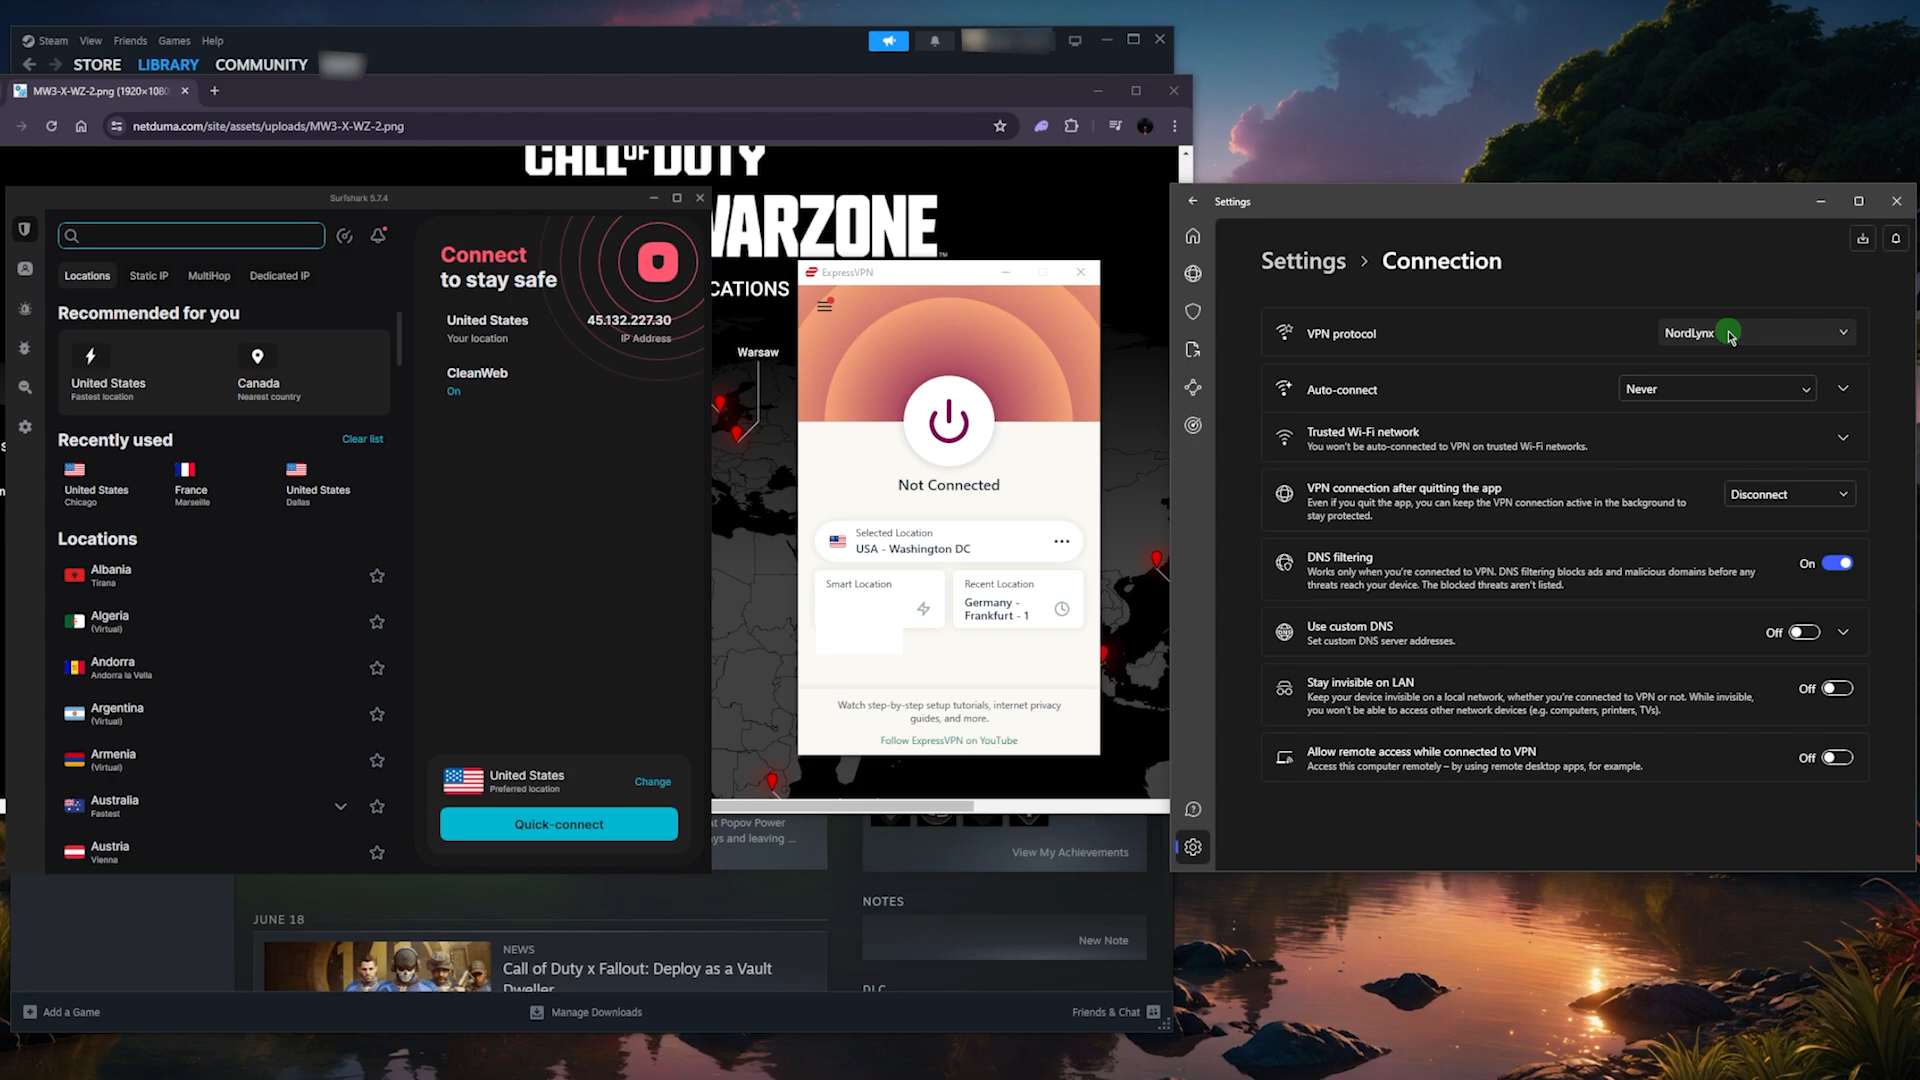 Steam View Friends Games Help
STORE LIBRARY COMMUNITY
MW3-X-WZ-2.png (1920×1080
netduma.com/site/assets/uploads/MW3-X-WZ-2.png
CALL OF DUTY
WARZONE™
CATIONS
Warsaw
Surfshark 5.7.4
Locations Static IP MultiHop Dedicated IP
Recommended for you
United States
Fastest location
Canada
Nearest country
Recently used Clear list
United States
Chicago
France
Marseille
United States
Dallas
Locations
Albania
Tirana
Algeria
(Virtual)
Andorra
Andorra la Vella
Argentina
(Virtual)
Armenia
(Virtual)
Australia
Fastest
Austria
Vienna
Connect
to stay safe
United States 45.132.227.30
Your location IP Address
CleanWeb
On
United States
Preferred location
Change
Quick-connect
ExpressVPN
Not Connected
Selected Location
USA - Washington DC
Smart Location
Recent Location
Germany -
Frankfurt - 1
Watch step-by-step setup tutorials, internet privacy
guides, and more.
Follow ExpressVPN on YouTube
Settings
Settings > Connection
VPN protocol NordLynx
Auto-connect Never
Trusted Wi-Fi network
You won't be auto-connected to VPN on trusted Wi-Fi networks.
VPN connection after quitting the app
Even if you quit the app, you can keep the VPN connection active in the background to
stay protected.
Disconnect
DNS filtering
Works only when you're connected to VPN. DNS filtering blocks ads and malicious domains before any
threats reach your device. The blocked threats aren't listed.
On
Use custom DNS
Set custom DNS server addresses.
Off
Stay invisible on LAN
Keep your device invisible on a local network, whether you're connected to VPN or not. While invisible,
you won't be able to access other network devices (e.g. computers, printers, TVs).
Off
Allow remote access while connected to VPN
Access this computer remotely – by using remote desktop apps, for example.
Off
at Popov Power
ys and leaving ...
View My Achievements
NOTES
New Note
DLC
JUNE 18
NEWS
Call of Duty x Fallout: Deploy as a Vault
Dweller
Add a Game
Manage Downloads
Friends & Chat